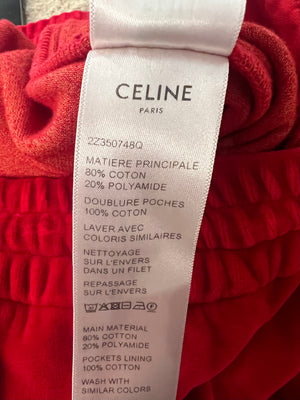 CELINE
PARIS
2Z350748Q
MATIERE PRINCIPALE
80% COTON
20% POLYAMIDE
DOUBLURE POCHES
100% COTON
LAVER AVEC
COLORIS SIMILAIRES
NETTOYAGE
SUR L'ENVERS
DANS UN FILET
REPASSAGE
SUR L'ENVERS
MAIN MATERIAL
80% COTTON
20% POLYAMIDE
POCKETS LINING
100% COTTON
WASH WITH
SIMILAR COLORS